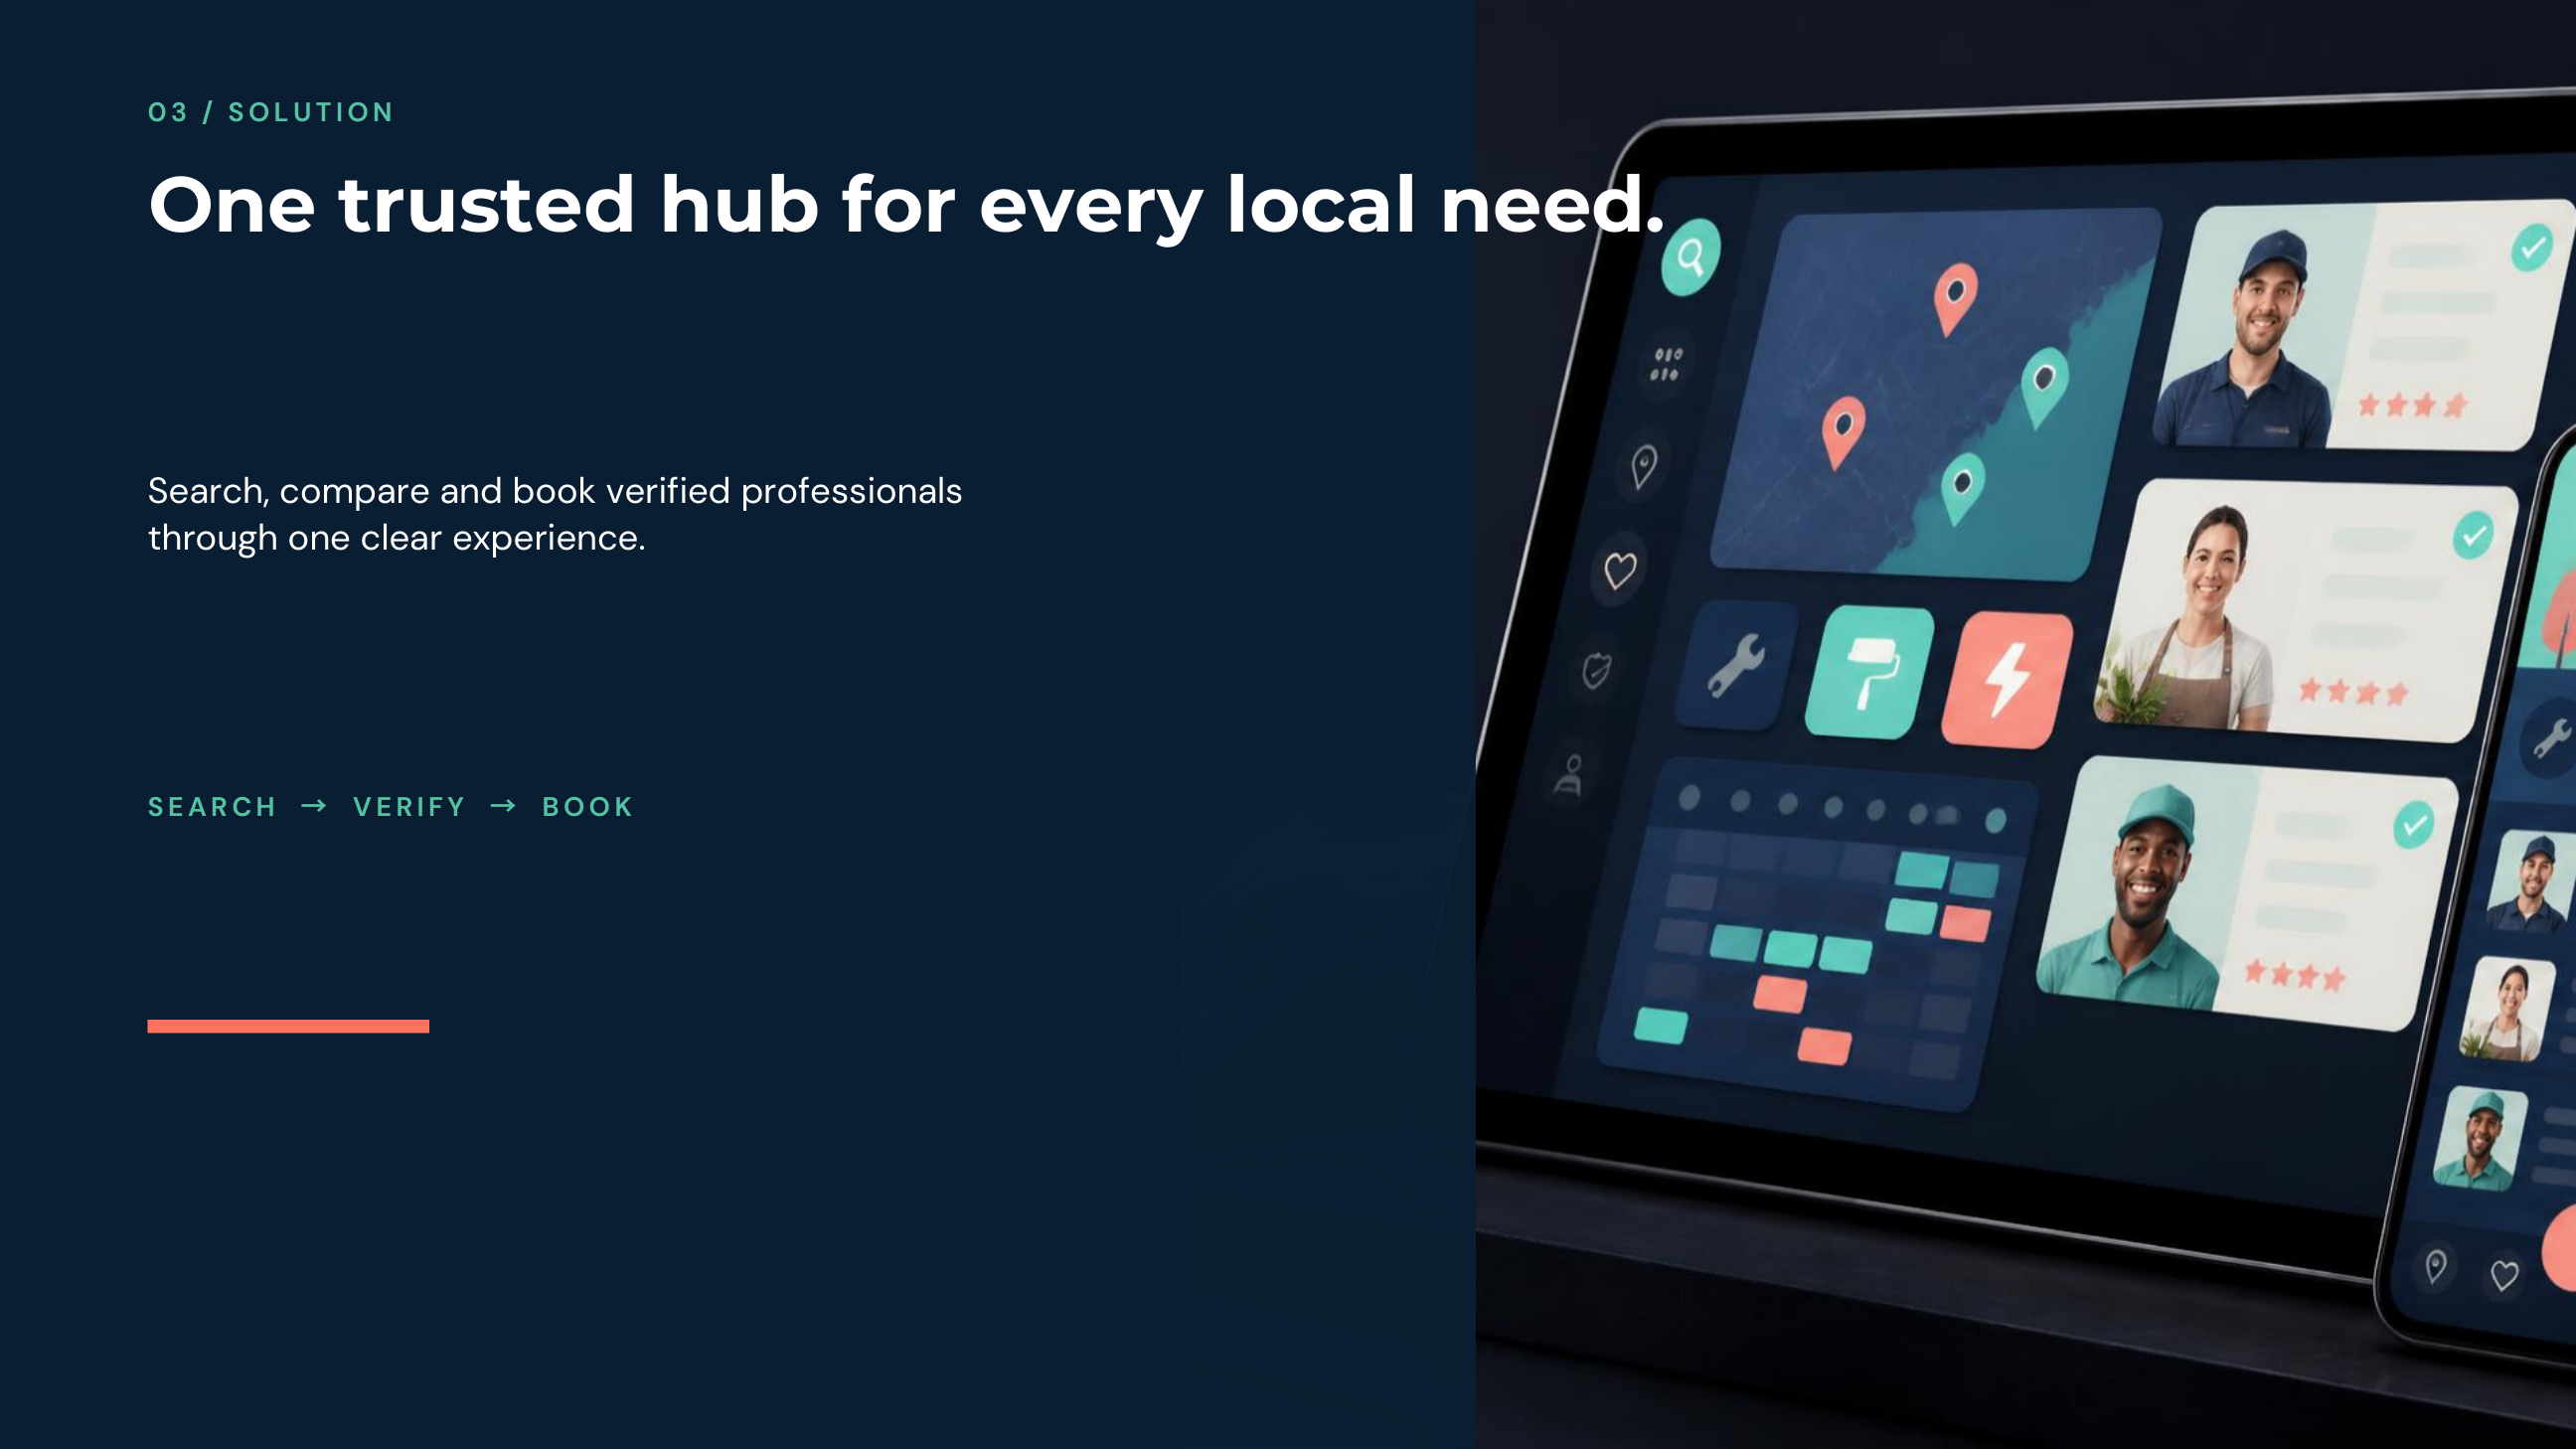 03 / SOLUTION
One trusted hub for every local need.
Search, compare and book verified professionals
through one clear experience.
SEARCH → VERIFY → BOOK